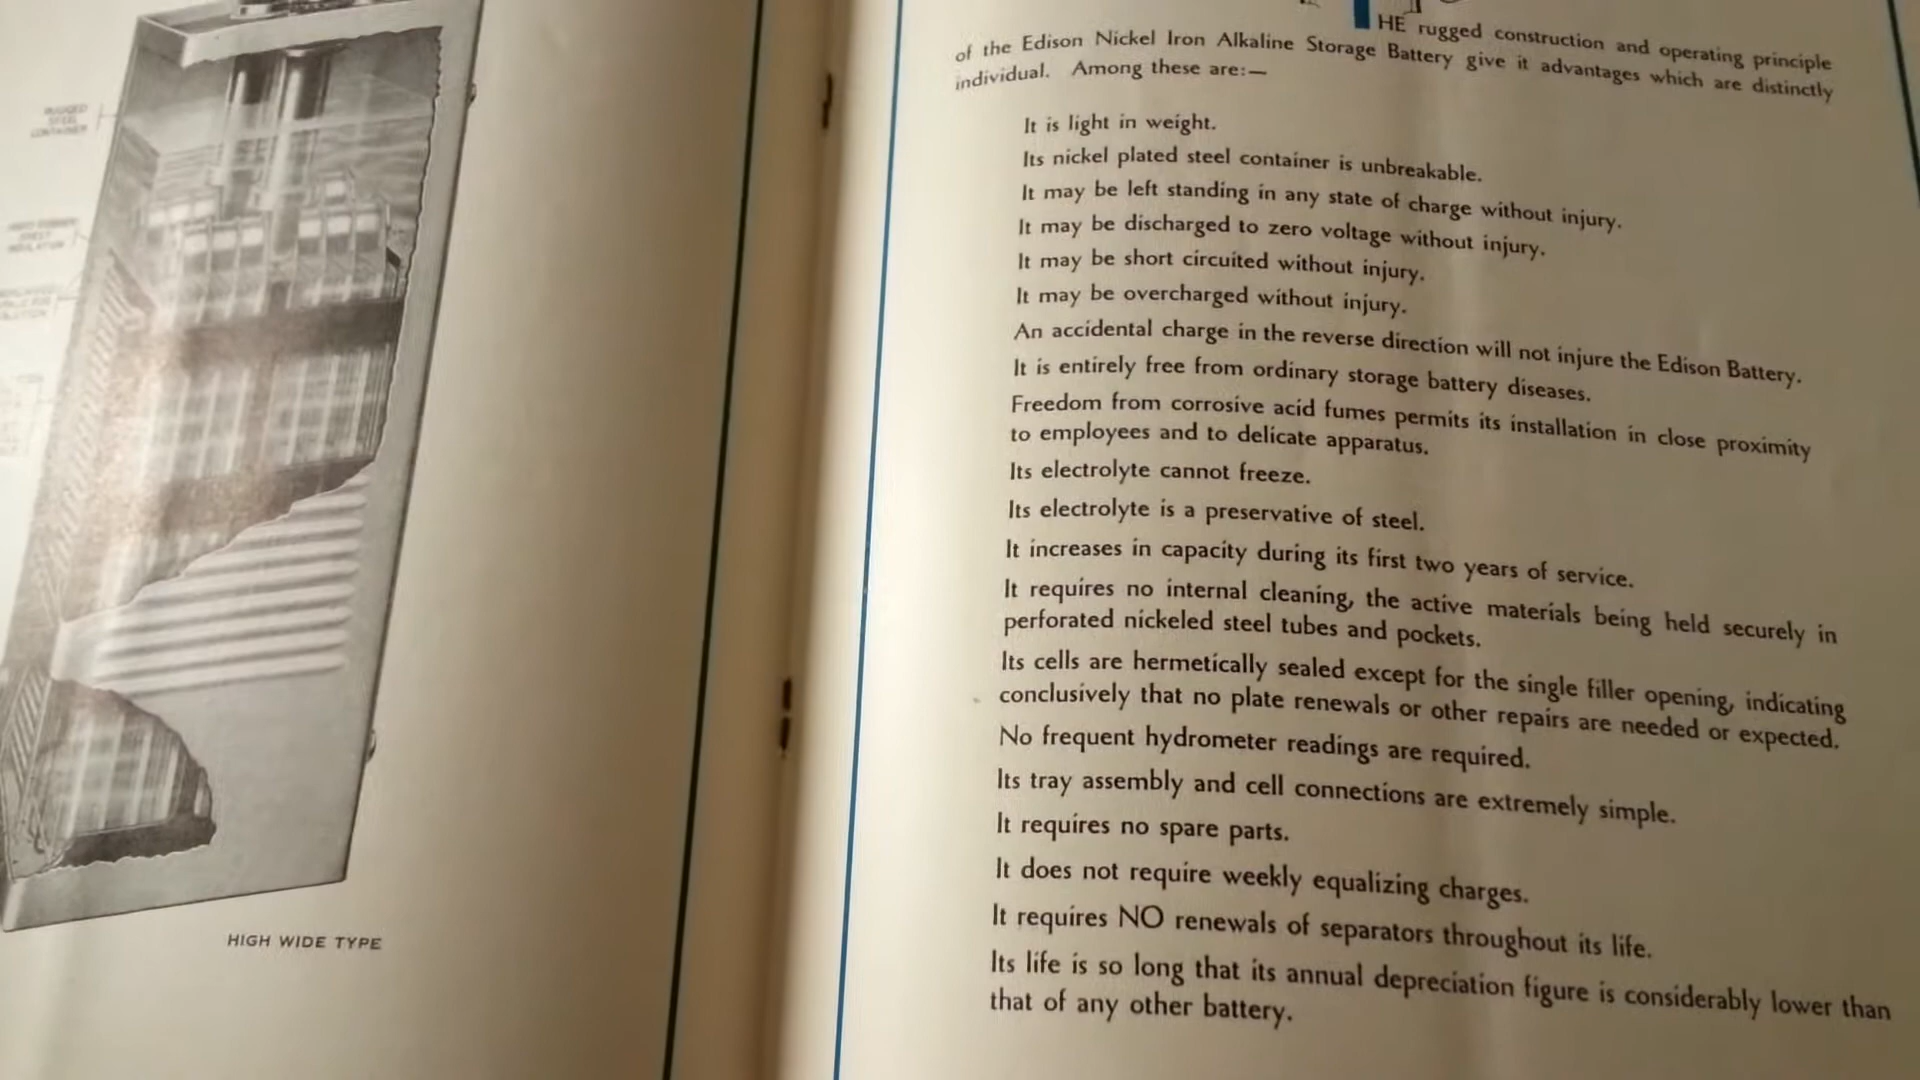 RUGGED
STEEL
CONTAINER
HIGH WIDE TYPE
THE rugged construction and operating principle
of the Edison Nickel Iron Alkaline Storage Battery give it advantages which are distinctly
individual. Among these are:—
It is light in weight.
Its nickel plated steel container is unbreakable.
It may be left standing in any state of charge without injury.
It may be discharged to zero voltage without injury.
It may be short circuited without injury.
It may be overcharged without injury.
An accidental charge in the reverse direction will not injure the Edison Battery.
It is entirely free from ordinary storage battery diseases.
Freedom from corrosive acid fumes permits its installation in close proximity
to employees and to delicate apparatus.
Its electrolyte cannot freeze.
Its electrolyte is a preservative of steel.
It increases in capacity during its first two years of service.
It requires no internal cleaning, the active materials being held securely in
perforated nickeled steel tubes and pockets.
Its cells are hermetically sealed except for the single filler opening, indicating
conclusively that no plate renewals or other repairs are needed or expected.
No frequent hydrometer readings are required.
Its tray assembly and cell connections are extremely simple.
It requires no spare parts.
It does not require weekly equalizing charges.
It requires NO renewals of separators throughout its life.
Its life is so long that its annual depreciation figure is considerably lower than
that of any other battery.